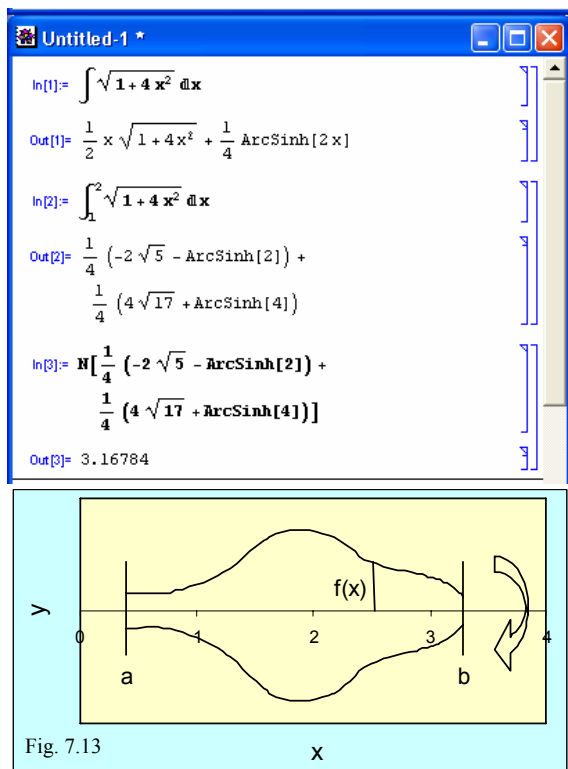 Untitled-1 *
In[1]:= ∫√(1 + 4 x²) ⅆx
Out[1]= 1/2 x √(1 + 4 x²) + 1/4 ArcSinh[2 x]
In[2]:= ∫₁² √(1 + 4 x²) ⅆx
Out[2]= 1/4 (-2 √5 - ArcSinh[2]) +
1/4 (4 √17 + ArcSinh[4])
In[3]:= N[1/4 (-2 √5 - ArcSinh[2]) +
1/4 (4 √17 + ArcSinh[4])]
Out[3]= 3.16784
f(x)
y
0 1 2 3 4
a b
Fig. 7.13
x